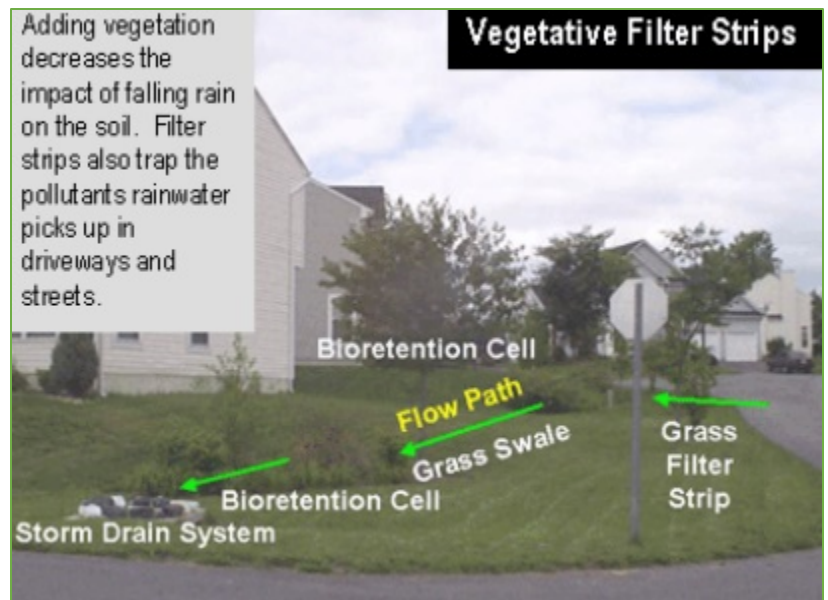 Adding vegetation
decreases the
impact of falling rain
on the soil. Filter
strips also trap the
pollutants rainwater
picks up in
driveways and
streets.
Vegetative Filter Strips
Bioretention Cell
Flow Path
Grass Swale
Grass
Filter
Strip
Bioretention Cell
Storm Drain System